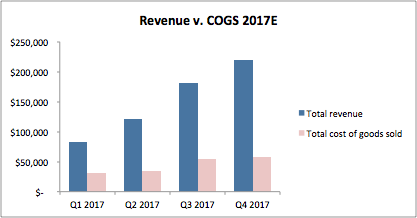 Revenue v. COGS 2017E
$250,000
$200,000
$150,000
$100,000
$50,000
$-
Q1 2017 Q2 2017 Q3 2017 Q4 2017
Total revenue
Total cost of goods sold